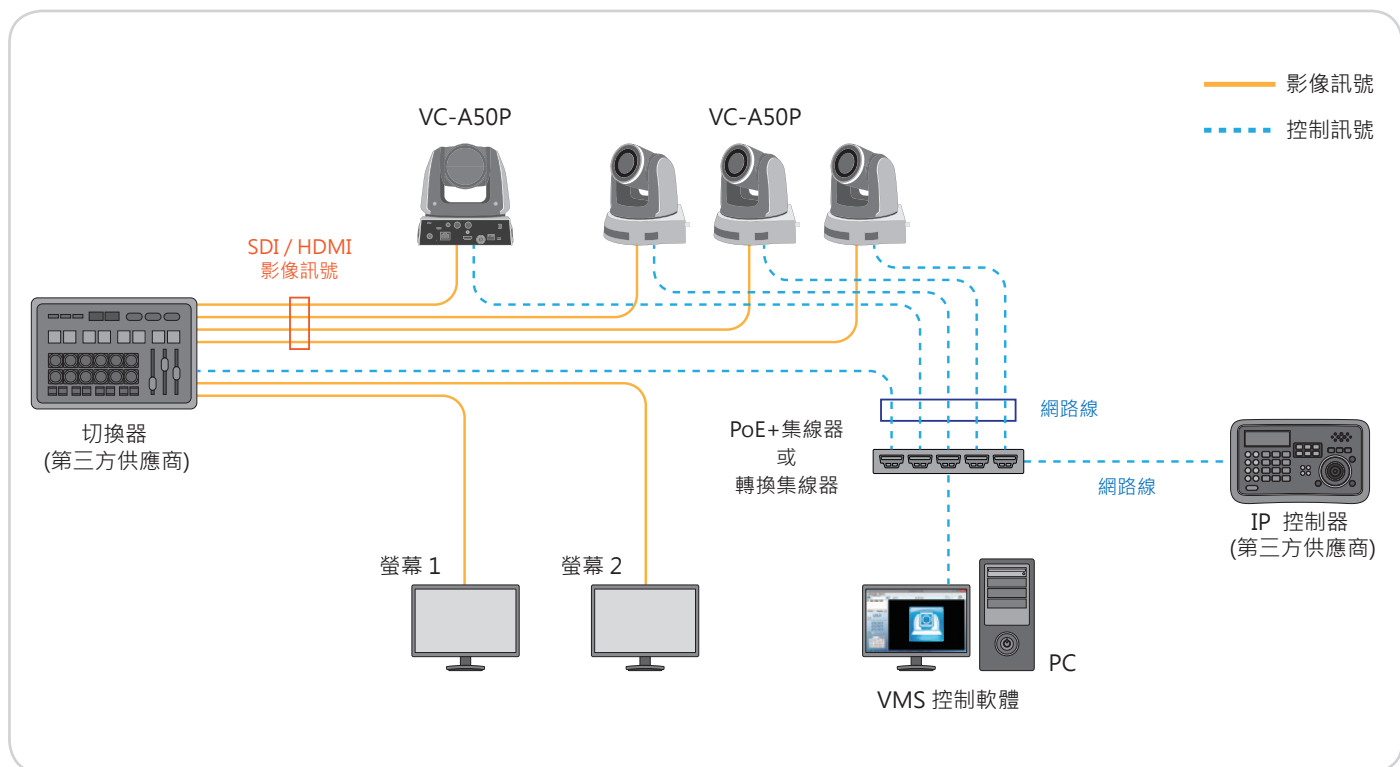 影像訊號
控制訊號
VC-A50P
VC-A50P
SDI / HDMI
影像訊號
切換器
(第三方供應商)
PoE+集線器
或
轉換集線器
網路線
網路線
IP 控制器
(第三方供應商)
螢幕 1
螢幕 2
PC
VMS 控制軟體